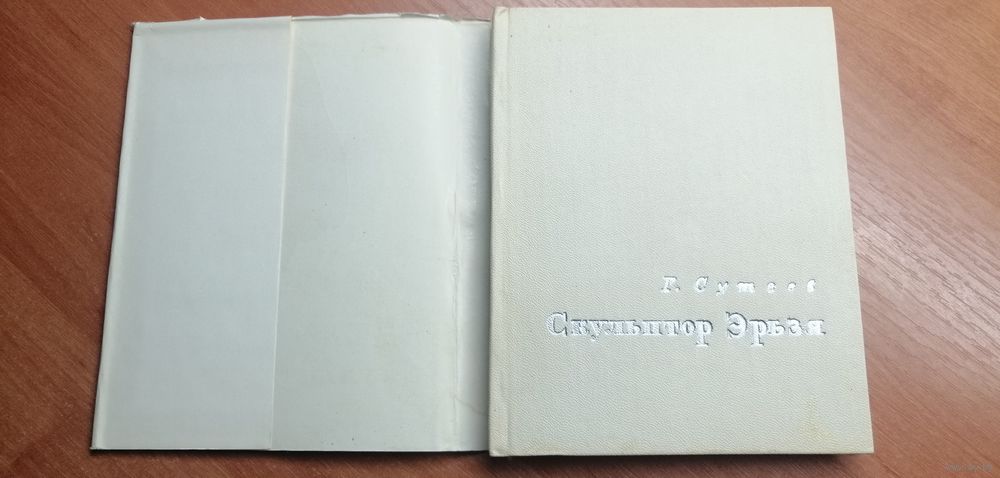 Г. Сутеев
Скульптор Эрьзя